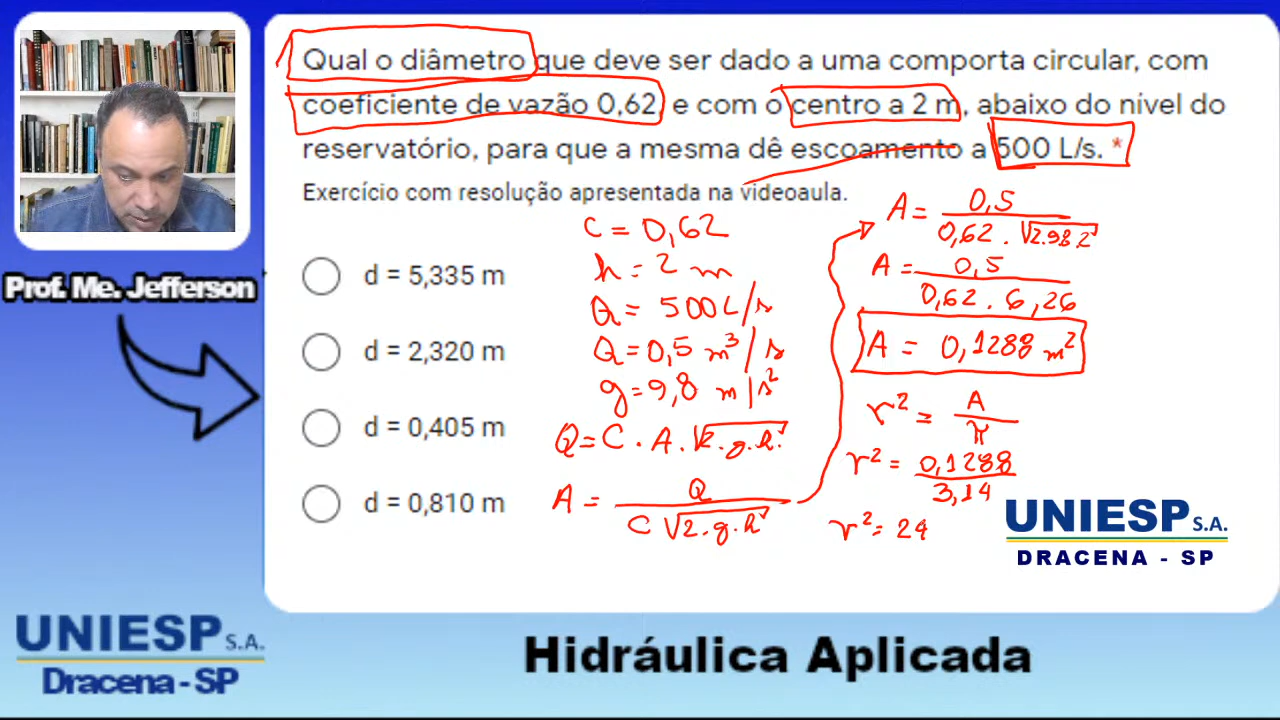 Qual o diâmetro que deve ser dado a uma comporta circular, com
coeficiente de vazão 0,62, e com o centro a 2 m, abaixo do nível do
reservatório, para que a mesma dê escoamento a 500 L/s. *
Exercício com resolução apresentada na videoaula.
d = 5,335 m
d = 2,320 m
d = 0,405 m
d = 0,810 m
C = 0,62
h = 2 m
Q = 500 L/s
Q = 0,5 m³/s
g = 9,8 m/s²
Q = C . A . √2.g.h
A = Q / C √2.g.h
A = 0,5 / 0,62 . √2.9,8.2
A = 0,5 / 0,62 . 6,26
A = 0,1288 m²
r² = A / π
r² = 0,1288 / 3,14
r² = 24
Prof. Me. Jefferson
UNIESP S.A.
DRACENA - SP
UNIESP S.A.
Dracena - SP
Hidráulica Aplicada